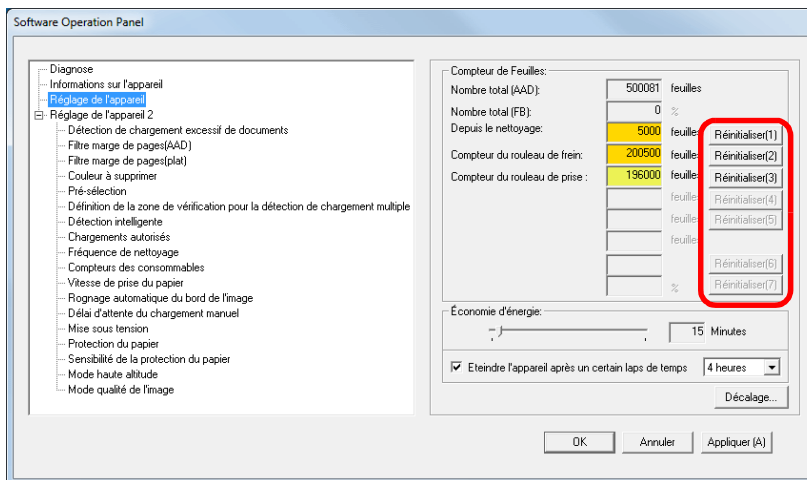 Software Operation Panel
Diagnose
Informations sur l'appareil
Réglage de l'appareil
Réglage de l'appareil 2
Détection de chargement excessif de documents
Filtre marge de pages(AAD)
Filtre marge de pages(plat)
Couleur à supprimer
Pré-sélection
Définition de la zone de vérification pour la détection de chargement multiple
Détection intelligente
Chargements autorisés
Fréquence de nettoyage
Compteurs des consommables
Vitesse de prise du papier
Rognage automatique du bord de l'image
Délai d'attente du chargement manuel
Mise sous tension
Protection du papier
Sensibilité de la protection du papier
Mode haute altitude
Mode qualité de l'image
Compteur de Feuilles:
Nombre total (AAD): 500081 feuilles
Nombre total (FB): 0 %
Depuis le nettoyage: 5000 feuilles Réinitialiser(1)
Compteur du rouleau de frein: 200500 feuilles Réinitialiser(2)
Compteur du rouleau de prise : 196000 feuilles Réinitialiser(3)
feuilles Réinitialiser(4)
feuilles Réinitialiser(5)
feuilles
Réinitialiser(6)
% Réinitialiser(7)
Économie d'énergie:
15 Minutes
Eteindre l'appareil après un certain laps de temps 4 heures
Décalage...
OK Annuler Appliquer (A)